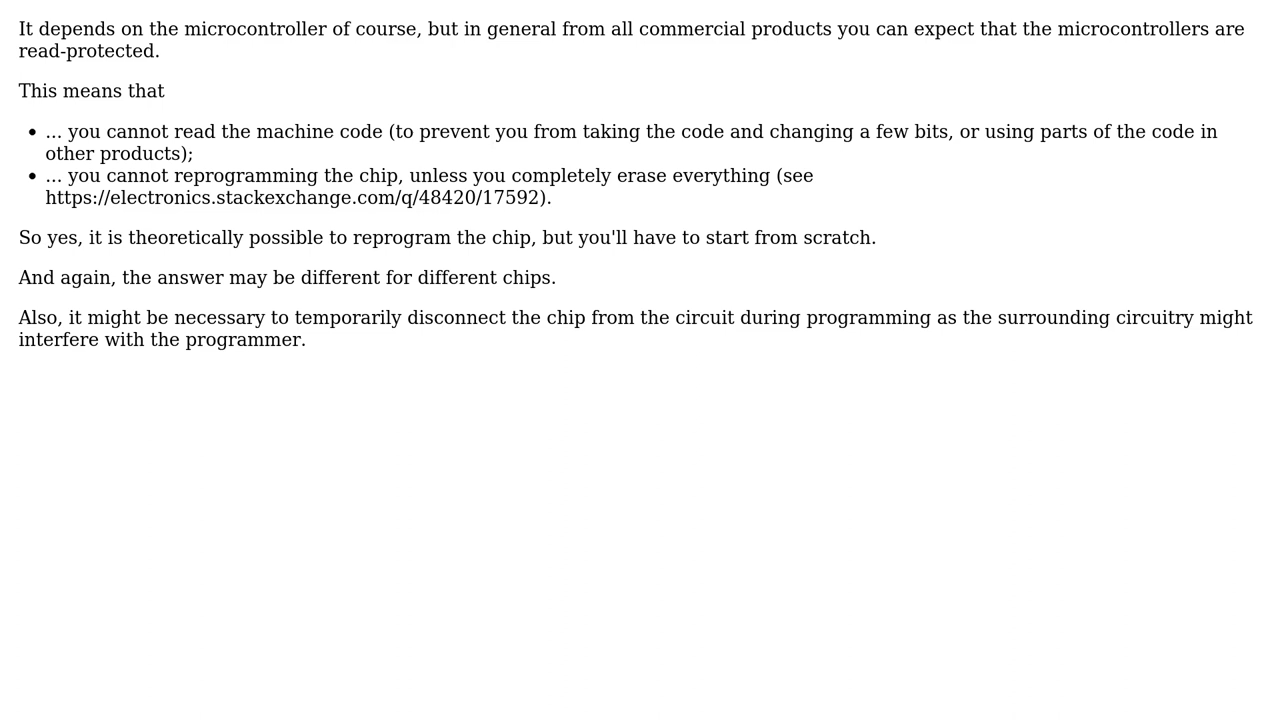 It depends on the microcontroller of course, but in general from all commercial products you can expect that the microcontrollers are
read-protected.
This means that
• ... you cannot read the machine code (to prevent you from taking the code and changing a few bits, or using parts of the code in
other products);
• ... you cannot reprogramming the chip, unless you completely erase everything (see
https://electronics.stackexchange.com/q/48420/17592).
So yes, it is theoretically possible to reprogram the chip, but you'll have to start from scratch.
And again, the answer may be different for different chips.
Also, it might be necessary to temporarily disconnect the chip from the circuit during programming as the surrounding circuitry might
interfere with the programmer.